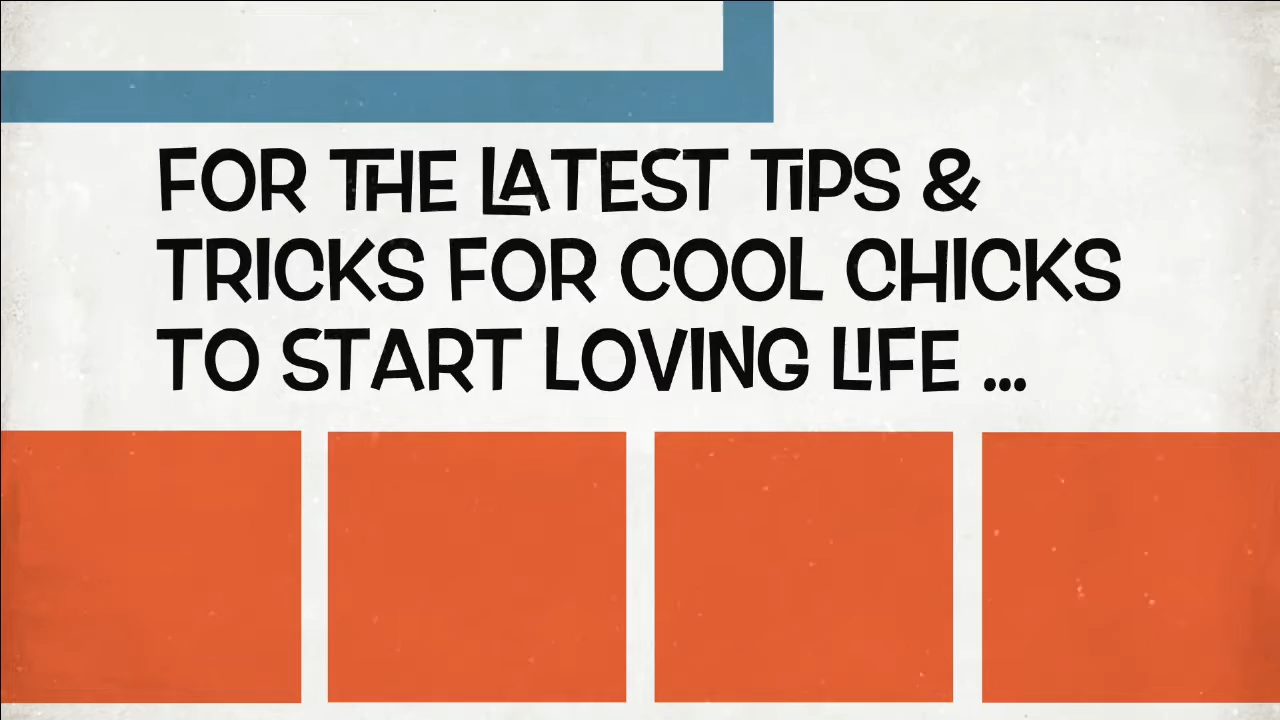 FOR THE LATEST TIPS &
TRICKS FOR COOL CHICKS
TO START LOVING LIFE ...